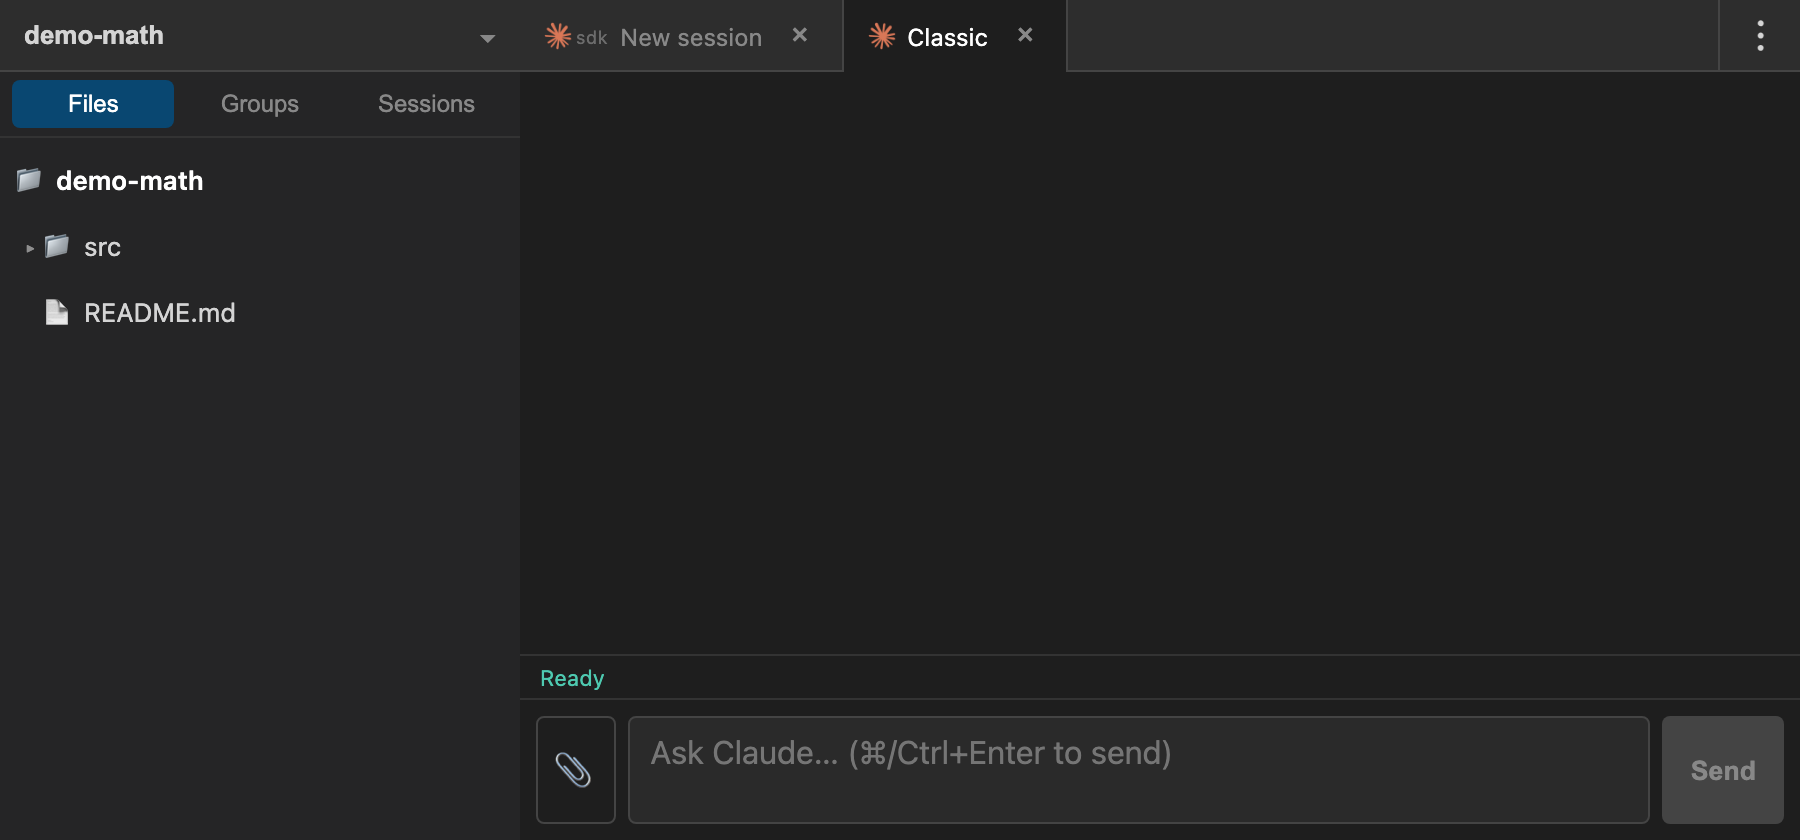 demo-math
sdk New session ×
Classic ×
Files
Groups
Sessions
demo-math
src
README.md
Ready
Ask Claude... (⌘/Ctrl+Enter to send)
Send